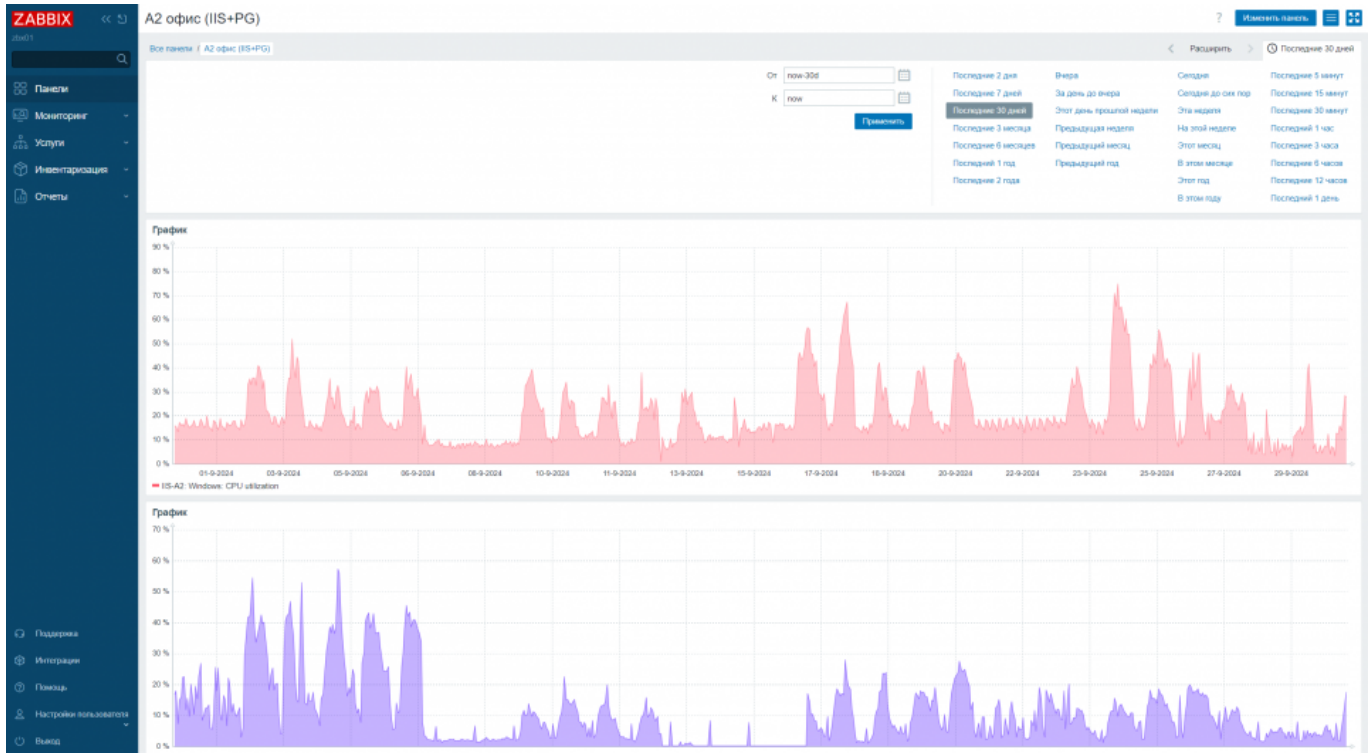 ZABBIX
zbx01
Панели
Мониторинг
Услуги
Инвентаризация
Отчеты
Поддержка
Интеграции
Помощь
Настройки пользователя
Выход
А2 офис (IIS+PG)
?
Изменить панель
Все панели / А2 офис (IIS+PG)
Расширить
Последние 30 дней
От now-30d
К now
Применить
Последние 2 дня Вчера Сегодня Последние 5 минут
Последние 7 дней За день до вчера Сегодня до сих пор Последние 15 минут
Последние 30 дней Этот день прошлой недели Эта неделя Последние 30 минут
Последние 3 месяца Предыдущая неделя На этой неделе Последний 1 час
Последние 6 месяцев Предыдущий месяц Этот месяц Последние 3 часа
Последний 1 год Предыдущий год В этом месяце Последние 6 часов
Последние 2 года Этот год Последние 12 часов
В этом году Последний 1 день
График
90 %
80 %
70 %
60 %
50 %
40 %
30 %
20 %
10 %
0 %
01-9-2024 03-9-2024 05-9-2024 06-9-2024 08-9-2024 10-9-2024 11-9-2024 13-9-2024 15-9-2024 17-9-2024 18-9-2024 20-9-2024 22-9-2024 23-9-2024 25-9-2024 27-9-2024 29-9-2024
IIS-A2: Windows: CPU utilization
График
70 %
60 %
50 %
40 %
30 %
20 %
10 %
0 %